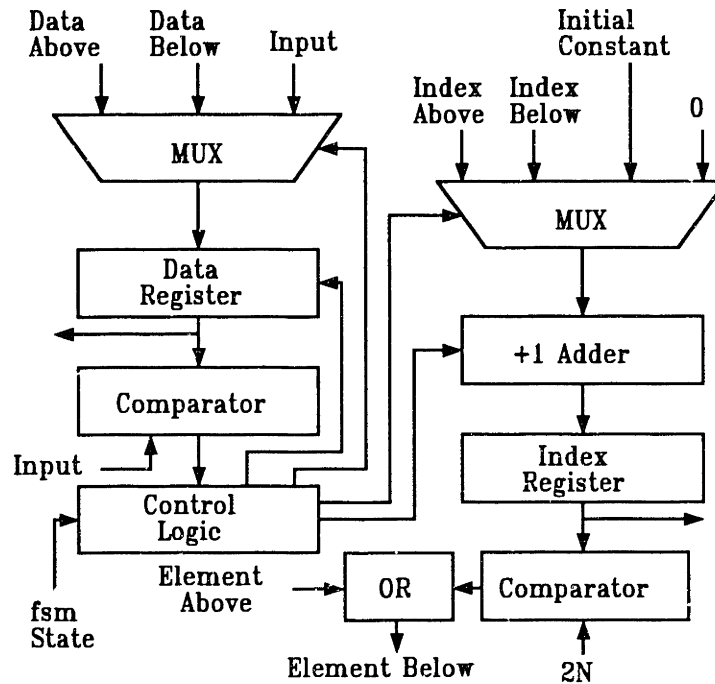 Data
Above
Data
Below
Input
Initial
Constant
Index
Above
Index
Below
0
MUX
MUX
Data
Register
+1 Adder
Comparator
Input
Index
Register
Control
Logic
Element
Above
OR
Comparator
fsm
State
Element Below
2N